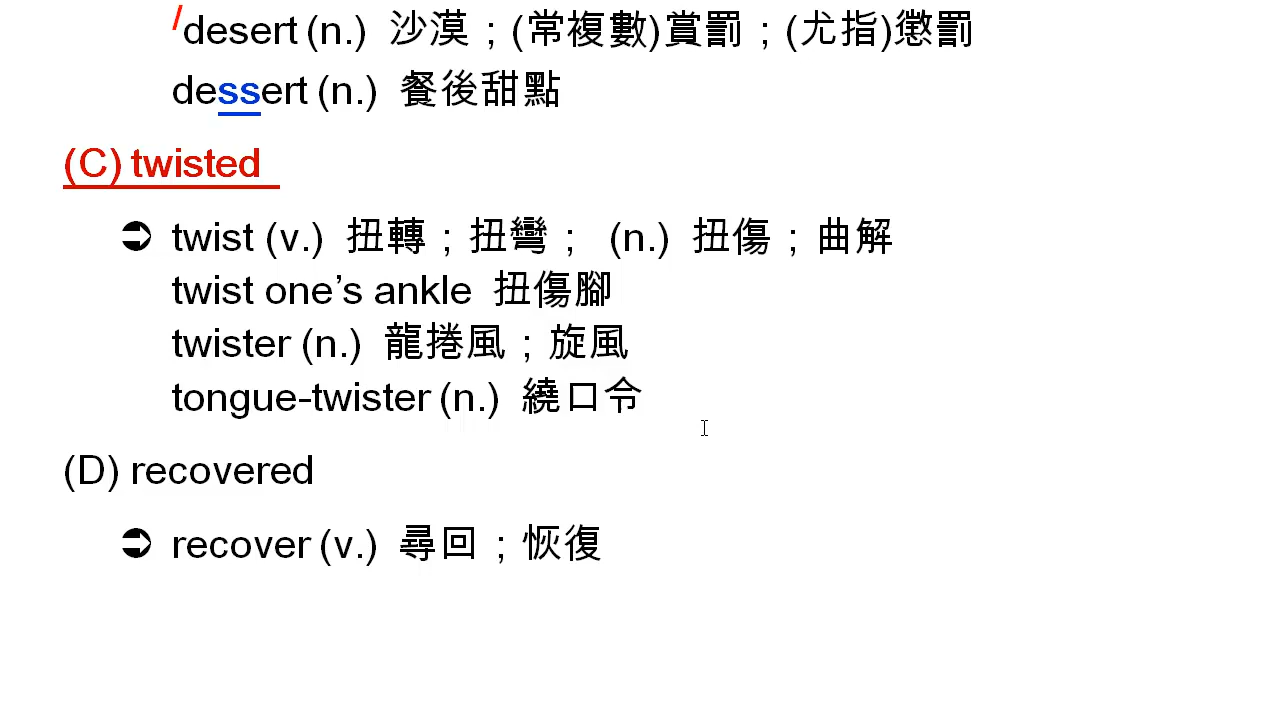 ˈdesert (n.) 沙漠；(常複數)賞罰；(尤指)懲罰
dessert (n.) 餐後甜點
(C) twisted
➲ twist (v.) 扭轉；扭彎； (n.) 扭傷；曲解
twist one’s ankle 扭傷腳
twister (n.) 龍捲風；旋風
tongue-twister (n.) 繞口令
(D) recovered
➲ recover (v.) 尋回；恢復